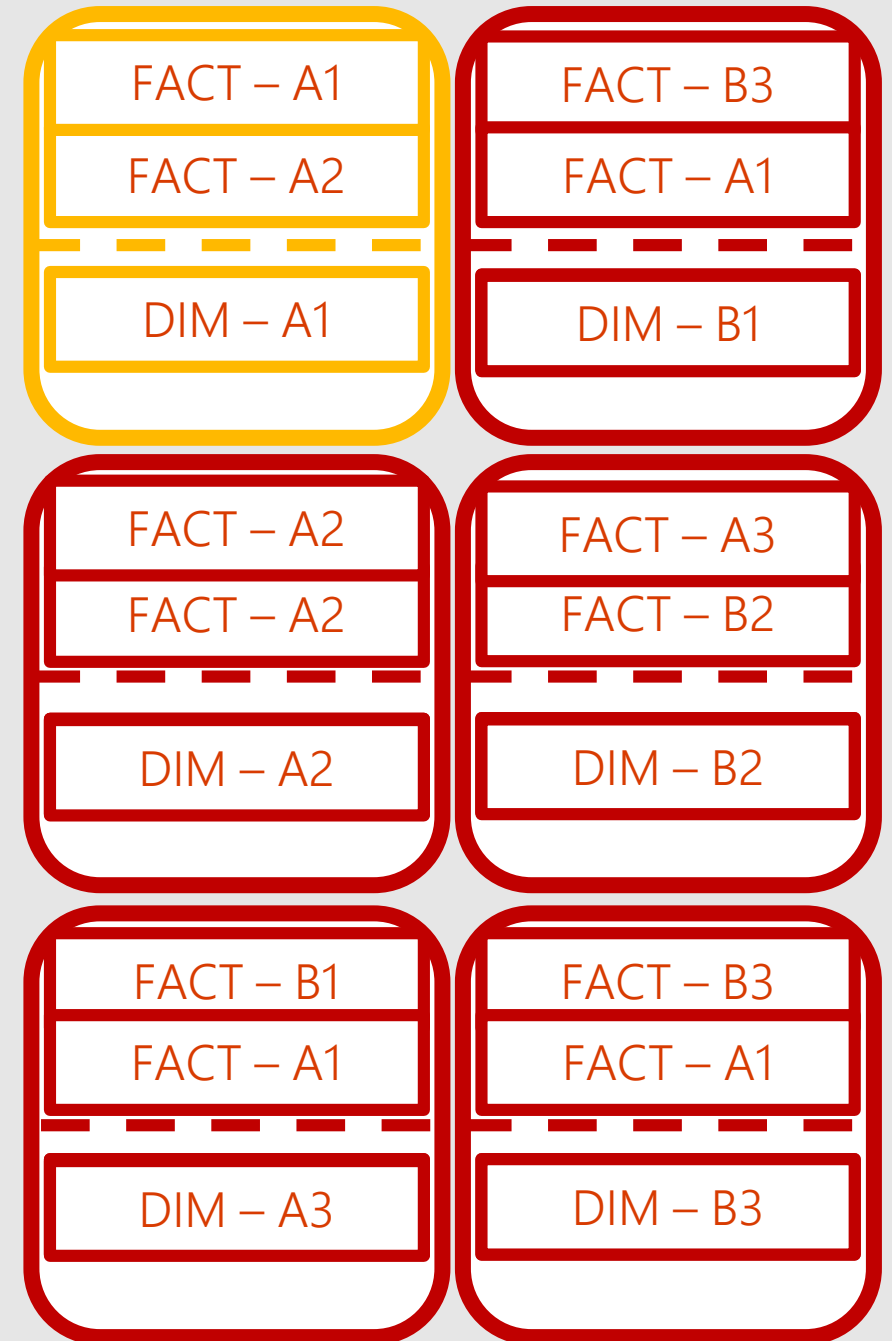 FACT – A1
FACT – A2
DIM – A1
FACT – B3
FACT – A1
DIM – B1
FACT – A2
FACT – A2
DIM – A2
FACT – A3
FACT – B2
DIM – B2
FACT – B1
FACT – A1
DIM – A3
FACT – B3
FACT – A1
DIM – B3